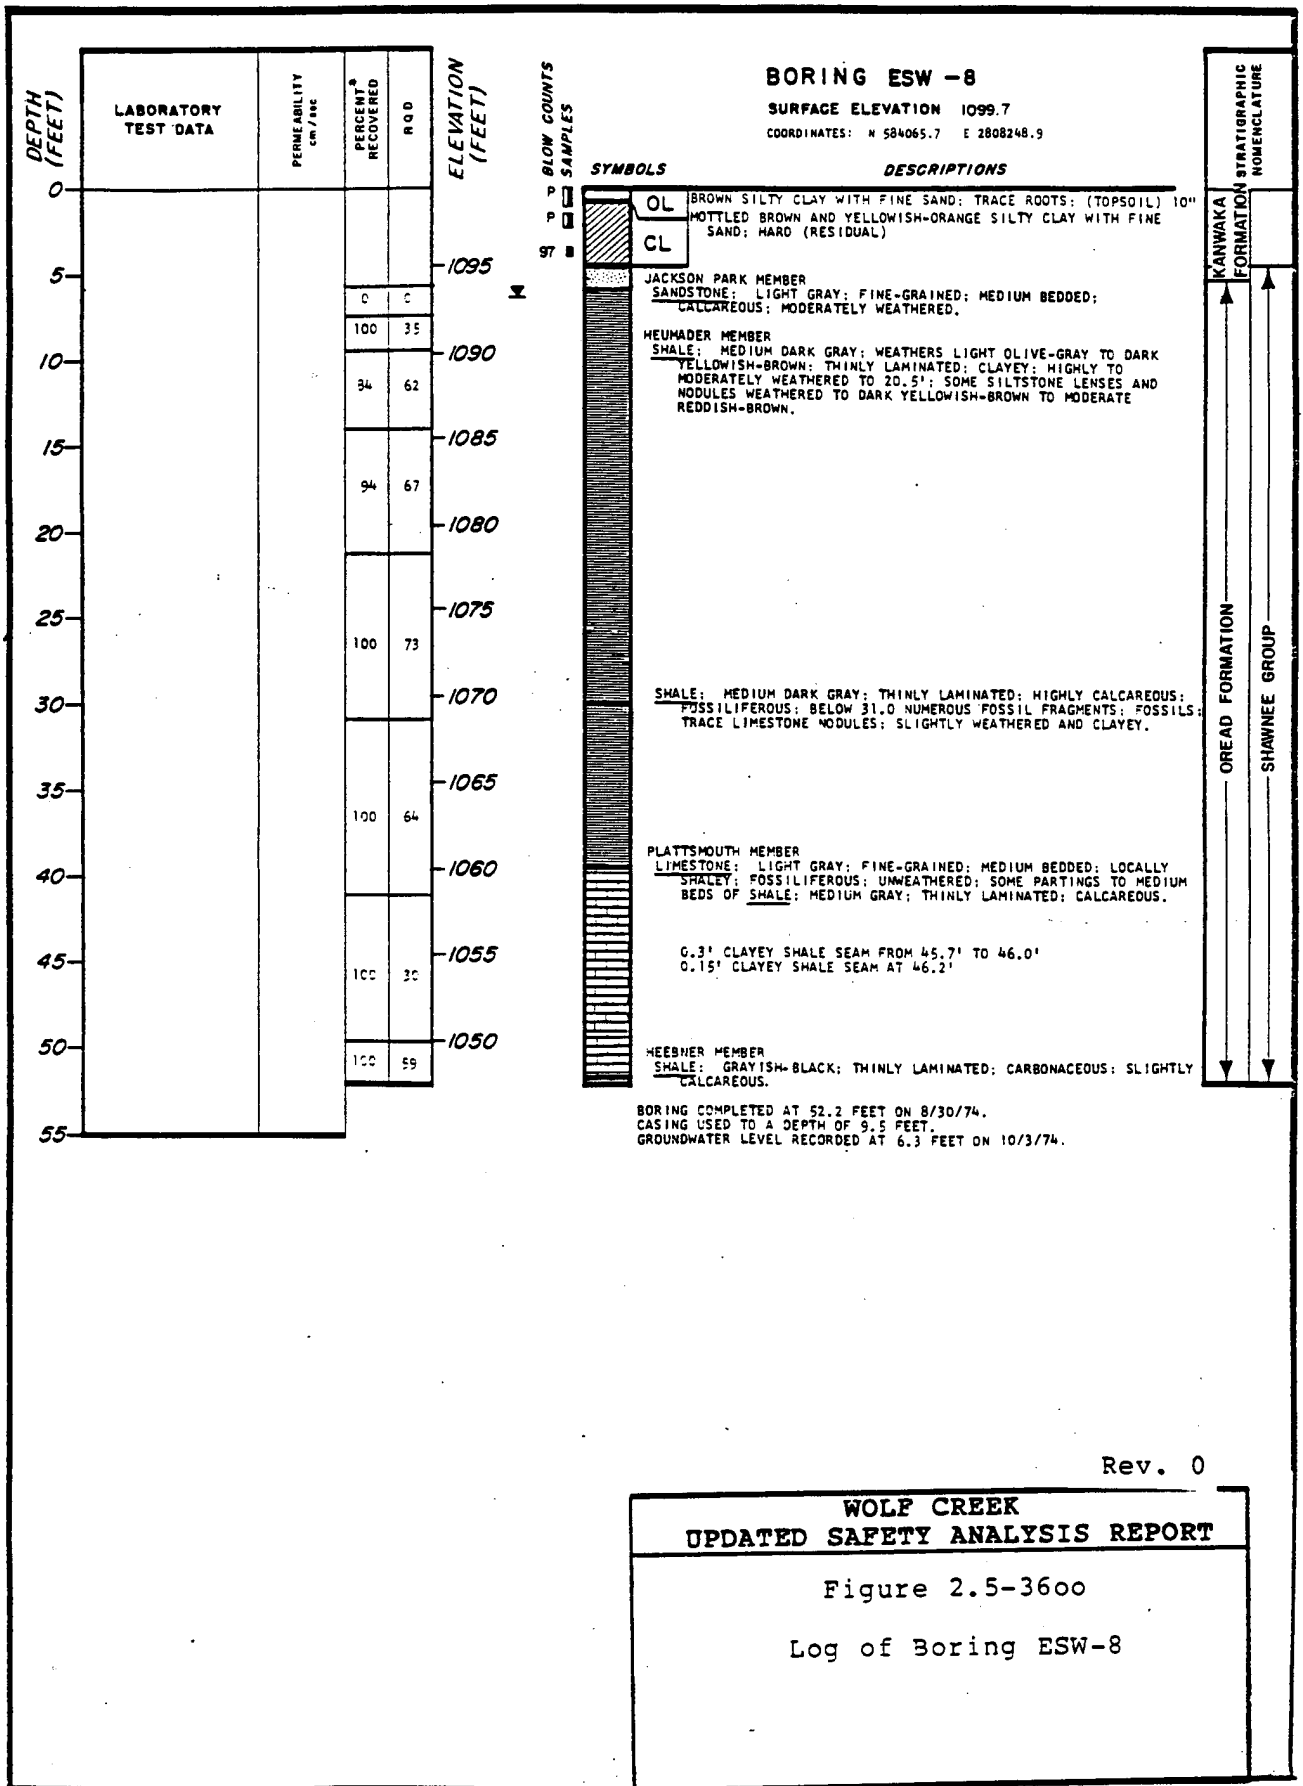 BORING ESW-8
SURFACE ELEVATION 1099.7
COORDINATES: N 584065.7 E 2808248.9
DEPTH
(FEET)
LABORATORY
TEST DATA
PERMEABILITY
cm/sec
PERCENT*
RECOVERED
RQD
ELEVATION
(FEET)
BLOW COUNTS
SAMPLES
SYMBOLS
DESCRIPTIONS
STRATIGRAPHIC
NOMENCLATURE
0
5
10
15
20
25
30
35
40
45
50
55
0 0
100 35
62
94 67
100 73
100 64
100 30
100
1095
1090
1085
1080
1075
1070
1065
1060
1055
1050
P
P
97
OL
CL
BROWN SILTY CLAY WITH FINE SAND; TRACE ROOTS; (TOPSOIL) 10"
MOTTLED BROWN AND YELLOWISH-ORANGE SILTY CLAY WITH FINE
SAND; HARD (RESIDUAL)
JACKSON PARK MEMBER
SANDSTONE: LIGHT GRAY; FINE-GRAINED; MEDIUM BEDDED;
CALCAREOUS; MODERATELY WEATHERED.
HEUMADER MEMBER
SHALE; MEDIUM DARK GRAY; WEATHERS LIGHT OLIVE-GRAY TO DARK
YELLOWISH-BROWN; THINLY LAMINATED; CLAYEY; HIGHLY TO
MODERATELY WEATHERED TO 20.5'; SOME SILTSTONE LENSES AND
NODULES WEATHERED TO DARK YELLOWISH-BROWN TO MODERATE
REDDISH-BROWN.
SHALE; MEDIUM DARK GRAY; THINLY LAMINATED; HIGHLY CALCAREOUS;
FOSSILIFEROUS; BELOW 31.0 NUMEROUS FOSSIL FRAGMENTS; FOSSILS;
TRACE LIMESTONE NODULES; SLIGHTLY WEATHERED AND CLAYEY.
PLATTSMOUTH MEMBER
LIMESTONE; LIGHT GRAY; FINE-GRAINED; MEDIUM BEDDED; LOCALLY
SHALEY; FOSSILIFEROUS; UNWEATHERED; SOME PARTINGS TO MEDIUM
BEDS OF SHALE; MEDIUM GRAY; THINLY LAMINATED; CALCAREOUS.
0.3' CLAYEY SHALE SEAM FROM 45.7' TO 46.0'
0.15' CLAYEY SHALE SEAM AT 46.2'
HEEBNER MEMBER
SHALE; GRAYISH-BLACK; THINLY LAMINATED; CARBONACEOUS; SLIGHTLY
CALCAREOUS.
BORING COMPLETED AT 52.2 FEET ON 8/30/74.
CASING USED TO A DEPTH OF 9.5 FEET.
GROUNDWATER LEVEL RECORDED AT 6.3 FEET ON 10/3/74.
KANWAKA
FORMATION
OREAD FORMATION
SHAWNEE GROUP
Rev. 0
WOLF CREEK
UPDATED SAFETY ANALYSIS REPORT
Figure 2.5-36oo
Log of Boring ESW-8